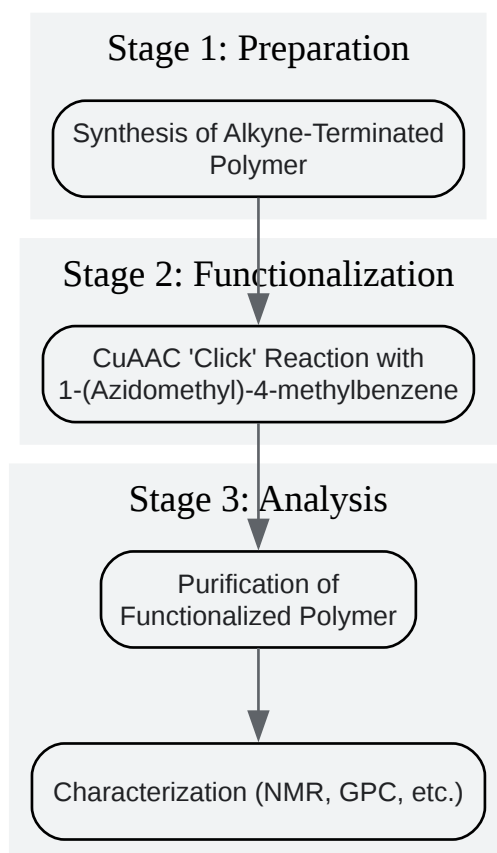 Stage 1: Preparation
Synthesis of Alkyne-Terminated
Polymer
Stage 2: Functionalization
CuAAC 'Click' Reaction with
1-(Azidomethyl)-4-methylbenzene
Stage 3: Analysis
Purification of
Functionalized Polymer
Characterization (NMR, GPC, etc.)